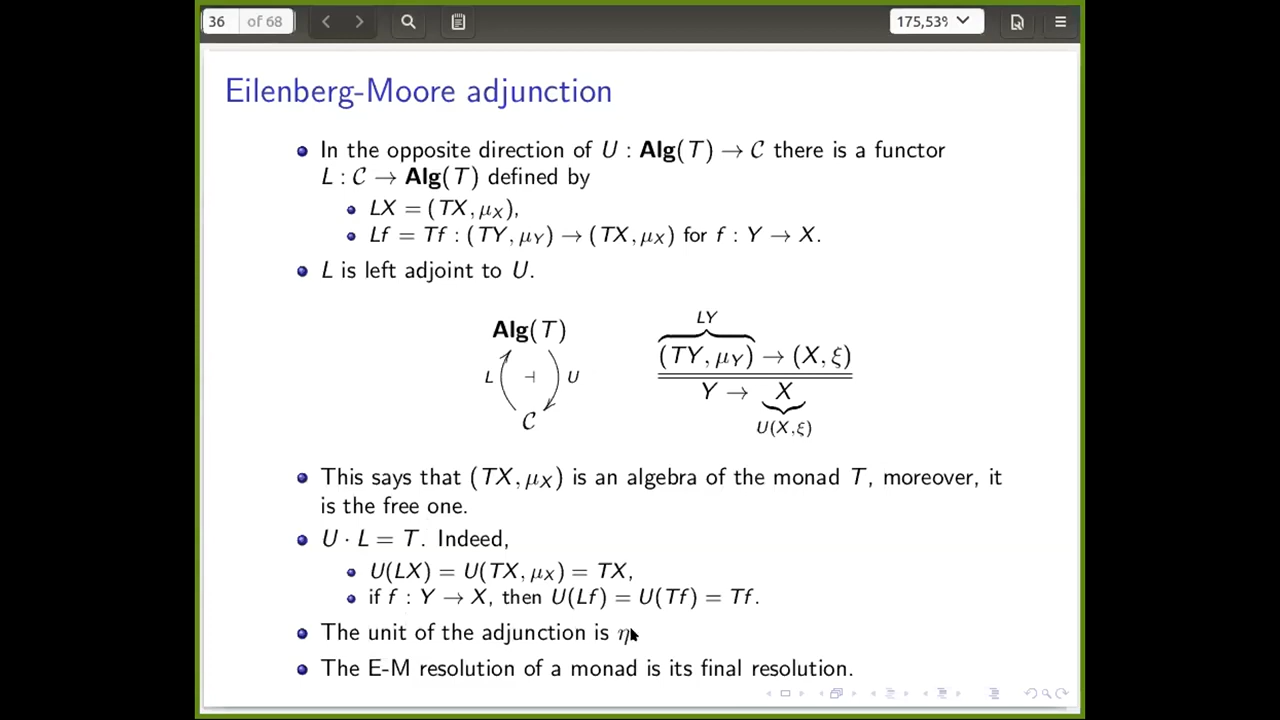 36 of 68 175,53%
Eilenberg-Moore adjunction
In the opposite direction of U : Alg(T) → C there is a functor
L : C → Alg(T) defined by
LX = (TX, μX),
Lf = Tf : (TY, μY) → (TX, μX) for f : Y → X.
L is left adjoint to U.
Alg(T)
L ⊣ U
C
LY
(TY, μY) → (X, ξ)
Y → X
U(X,ξ)
This says that (TX, μX) is an algebra of the monad T, moreover, it
is the free one.
U · L = T. Indeed,
U(LX) = U(TX, μX) = TX,
if f : Y → X, then U(Lf) = U(Tf) = Tf.
The unit of the adjunction is η
The E-M resolution of a monad is its final resolution.